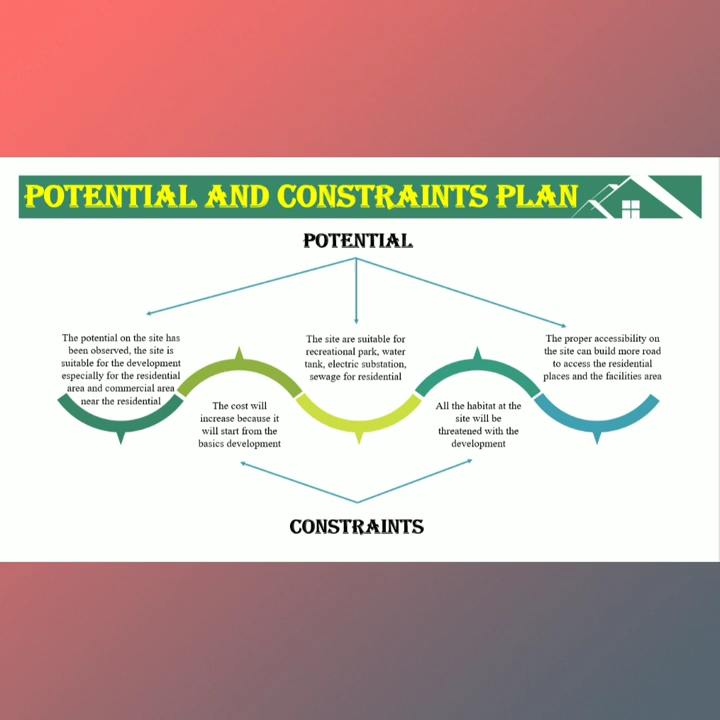 POTENTIAL AND CONSTRAINTS PLAN
POTENTIAL
The potential on the site has
been observed, the site is
suitable for the development
especially for the residential
area and commercial area
near the residential
The site are suitable for
recreational park, water
tank, electric substation,
sewage for residential
The proper accessibility on
the site can build more road
to access the residential
places and the facilities area
The cost will
increase because it
will start from the
basics development
All the habitat at the
site will be
threatened with the
development
CONSTRAINTS